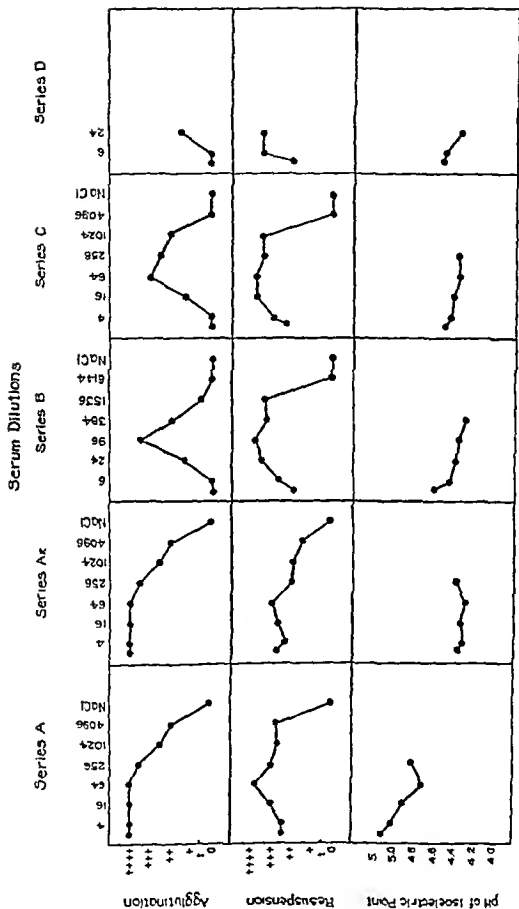 Serum Dilutions
Series A
Series AR
Series B
Series C
Series D
4 16 64 256 1024 4096 NaCl
4 16 64 256 1024 4096 NaCl
6 24 96 384 1536 6144 NaCl
4 16 64 256 1024 4096 NaCl
6 24
Agglutination
++++
+++
++
+
0
Resuspension
++++
+++
++
+
0
pH of Isoelectric Point
5.0
4.8
4.6
4.4
4.2
4.0